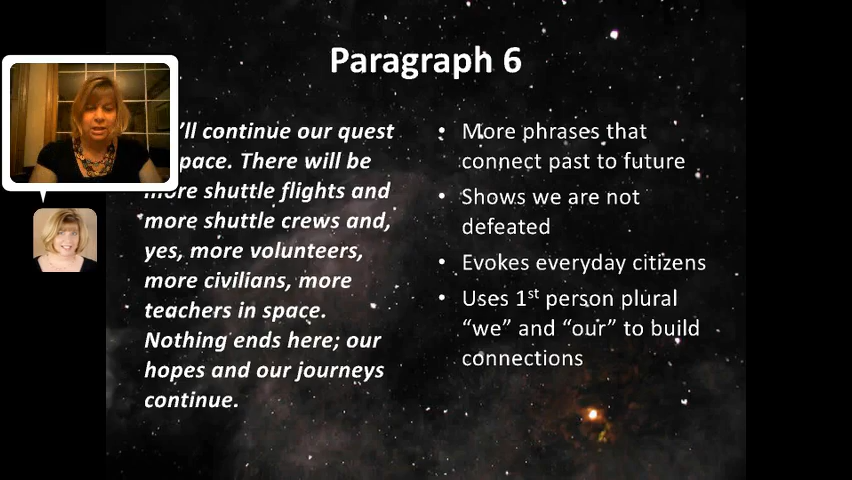 Paragraph 6
'll continue our quest
space. There will be
more shuttle flights and
more shuttle crews and,
yes, more volunteers,
more civilians, more
teachers in space.
Nothing ends here; our
hopes and our journeys
continue.
• More phrases that
connect past to future
• Shows we are not
defeated
• Evokes everyday citizens
• Uses 1st person plural
“we” and “our” to build
connections